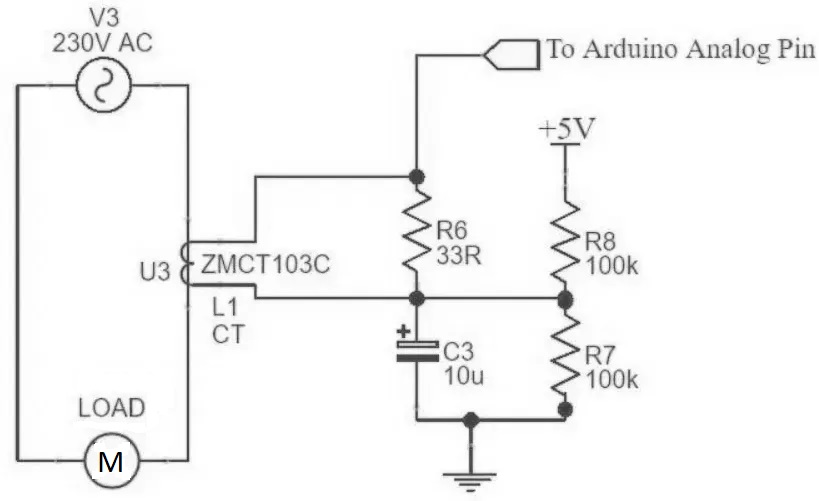 V3
230V AC
To Arduino Analog Pin
+5V
R6
33R
R8
100k
U3
ZMCT103C
L1
CT
+
C3
10u
R7
100k
LOAD
M